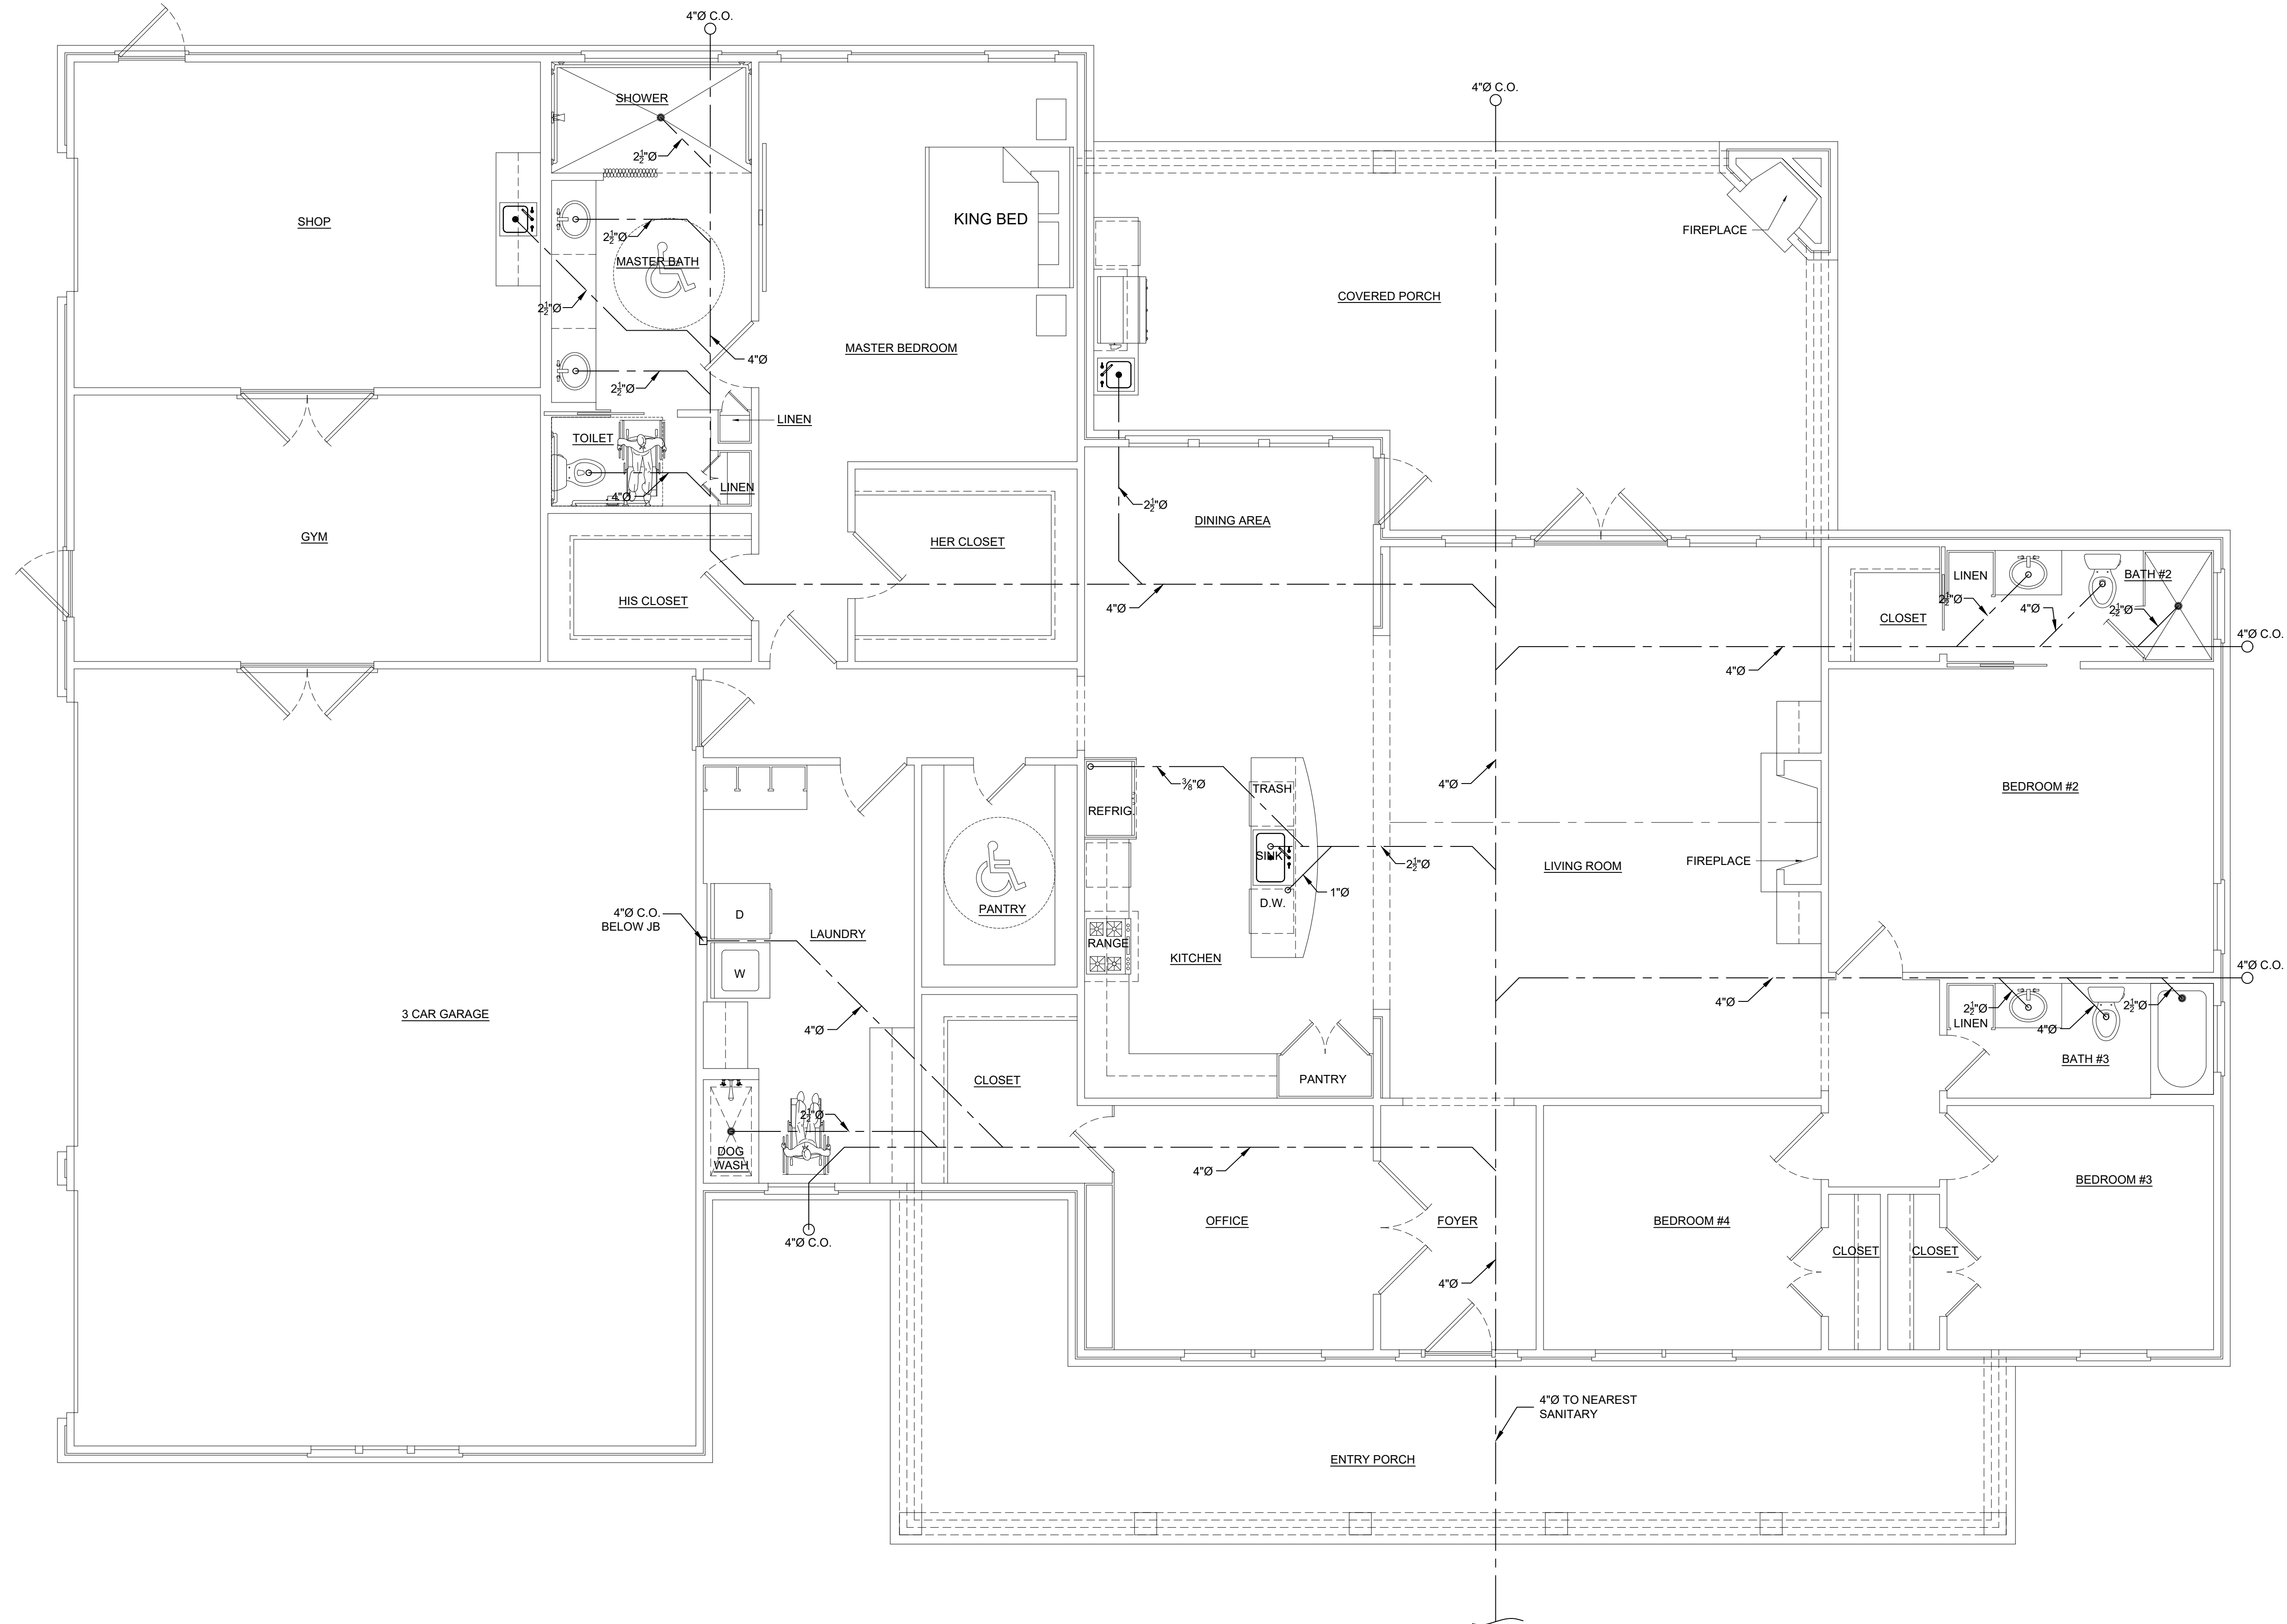 4"Ø C.O.
4"Ø C.O.
SHOWER
2½"Ø
SHOP
KING BED
2½"Ø
MASTER BATH
FIREPLACE
2½"Ø
COVERED PORCH
MASTER BEDROOM
4"Ø
2½"Ø
LINEN
TOILET
LINEN
4"Ø
2½"Ø
DINING AREA
GYM
HER CLOSET
HIS CLOSET
4"Ø
LINEN
BATH #2
2½"Ø
4"Ø
2½"Ø
CLOSET
4"Ø C.O.
4"Ø
4"Ø
⅜"Ø
TRASH
REFRIG.
BEDROOM #2
SINK
2½"Ø
FIREPLACE
LIVING ROOM
1"Ø
D.W.
D
PANTRY
4"Ø C.O.
BELOW JB
LAUNDRY
RANGE
KITCHEN
W
4"Ø C.O.
4"Ø
3 CAR GARAGE
4"Ø
2½"Ø
LINEN
4"Ø
2½"Ø
BATH #3
CLOSET
PANTRY
2½"Ø
DOG
WASH
4"Ø
BEDROOM #3
OFFICE
FOYER
BEDROOM #4
4"Ø C.O.
CLOSET
CLOSET
4"Ø
4"Ø TO NEAREST
SANITARY
ENTRY PORCH